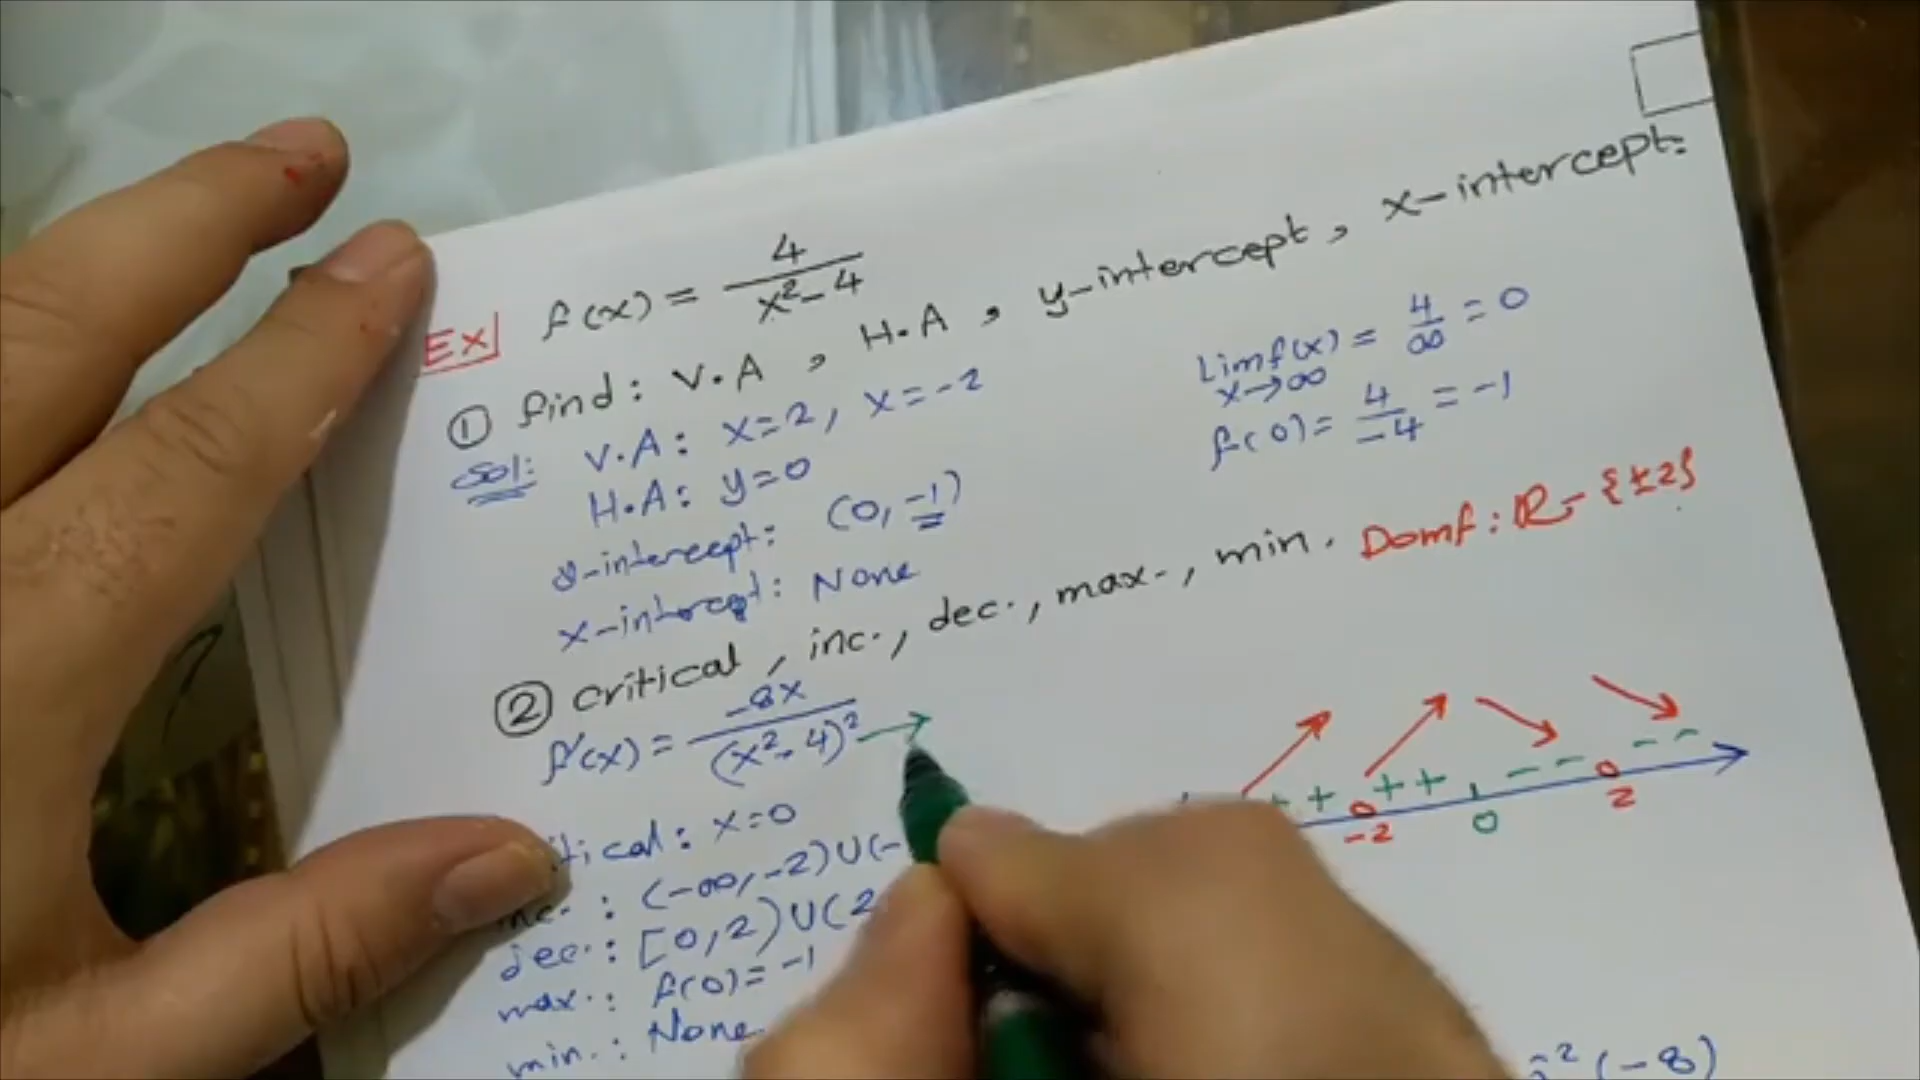 Ex f(x) = 4/(x²-4)
① find: V.A, H.A, y-intercept, x-intercept:
Sol: V.A: x=2, x=-2
Lim f(x) = 4/∞ = 0
x→∞
H.A: y=0
f(0) = 4/-4 = -1
y-intercept: (0, -1)
x-intercept: None
② critical, inc., dec., max., min. Domf: R-{±2}
f'(x) = -8x/(x²-4)² →
++ ++ -- --
-2 0 2
: x=0
inc. : (-∞,-2)U(-
dec. : [0,2)U(2
max. : f(0)=-1
min. : None
² (-8)